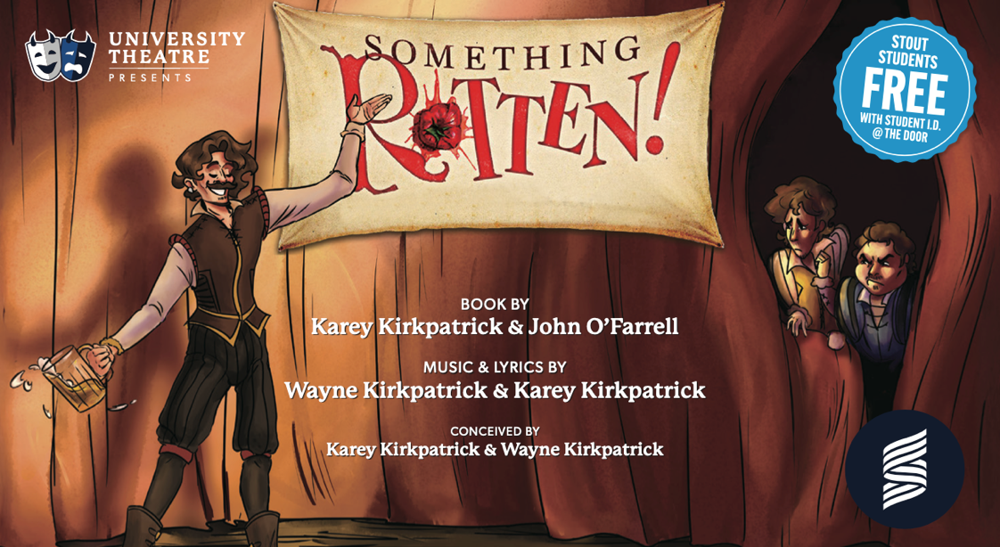 UNIVERSITY
THEATRE
PRESENTS
SOMETHING
ROTTEN!
STOUT
STUDENTS
FREE
WITH STUDENT I.D.
@ THE DOOR
BOOK BY
Karey Kirkpatrick & John O’Farrell
MUSIC & LYRICS BY
Wayne Kirkpatrick & Karey Kirkpatrick
CONCEIVED BY
Karey Kirkpatrick & Wayne Kirkpatrick